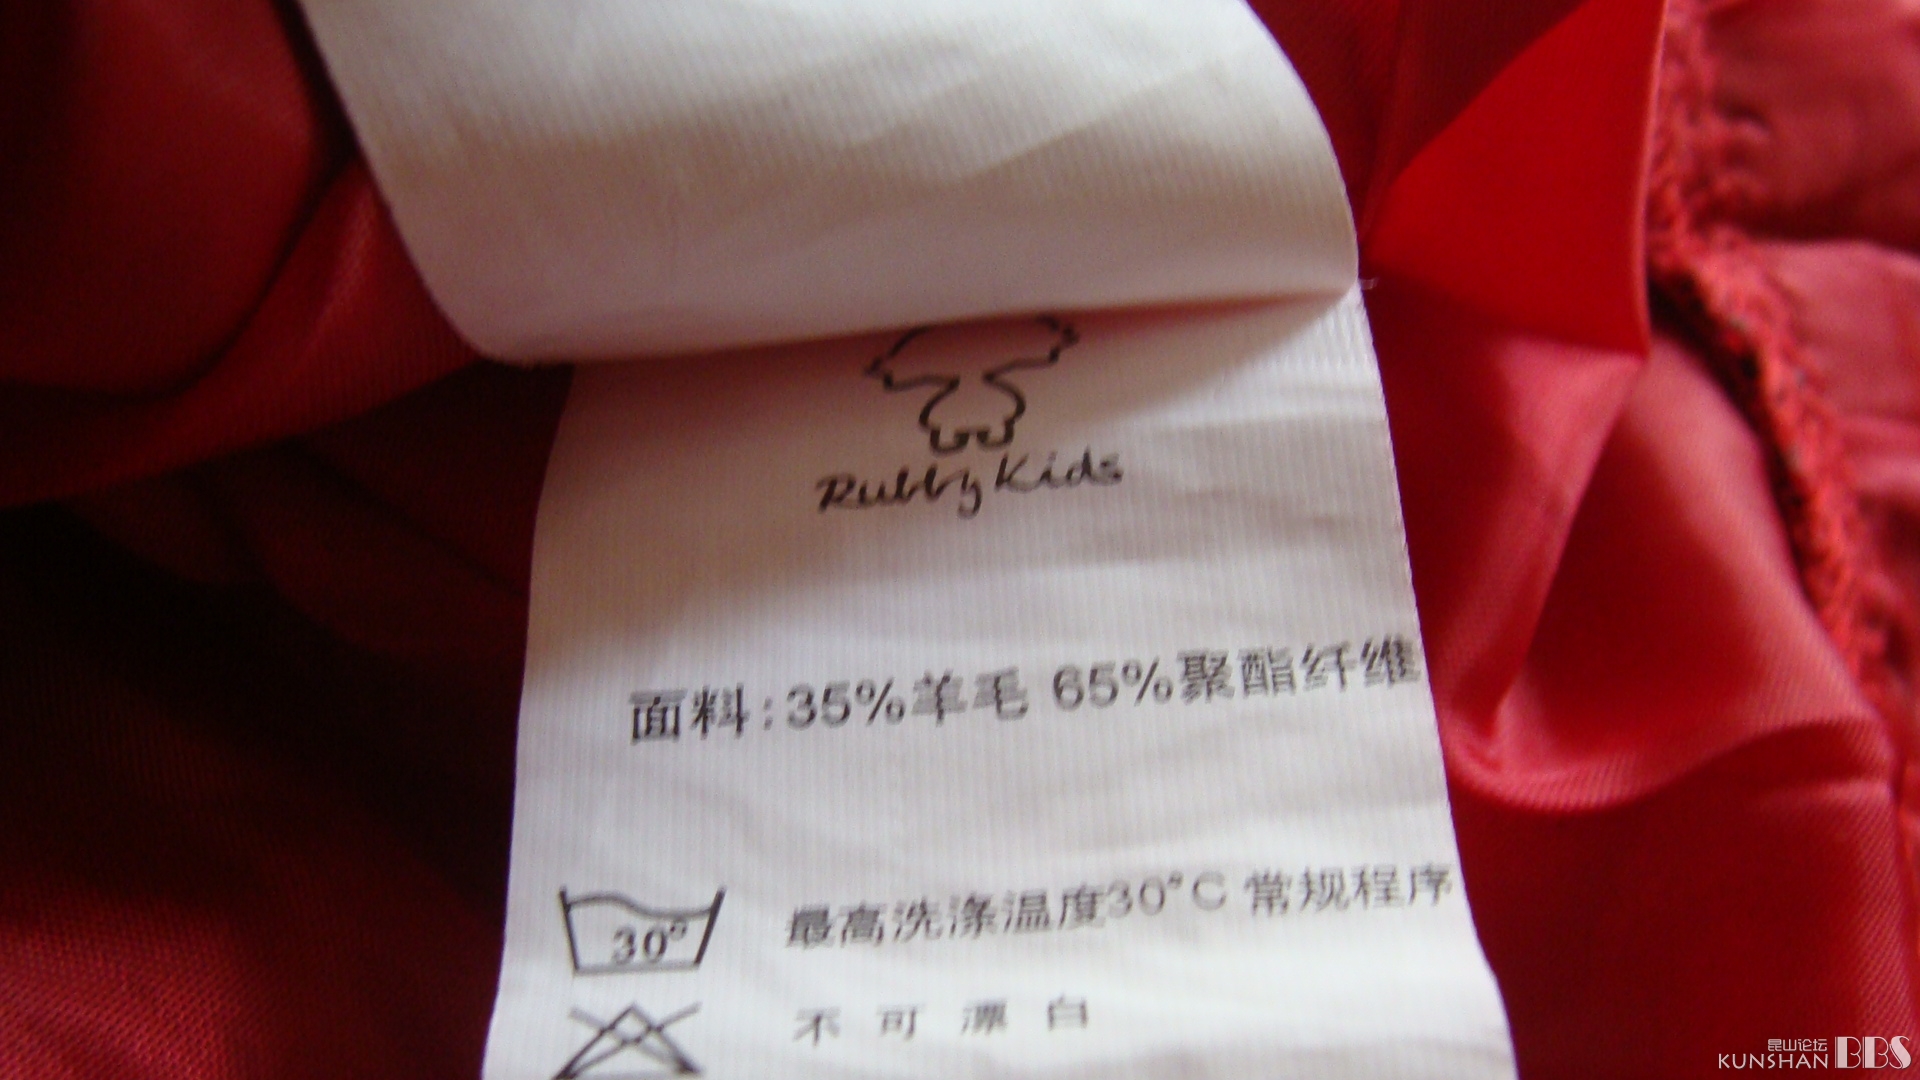 Rubby Kids
面料:35%羊毛 65%聚酯纤维
30° 最高洗涤温度30°C 常规程序
不可漂白
昆山论坛
KUNSHAN BBS